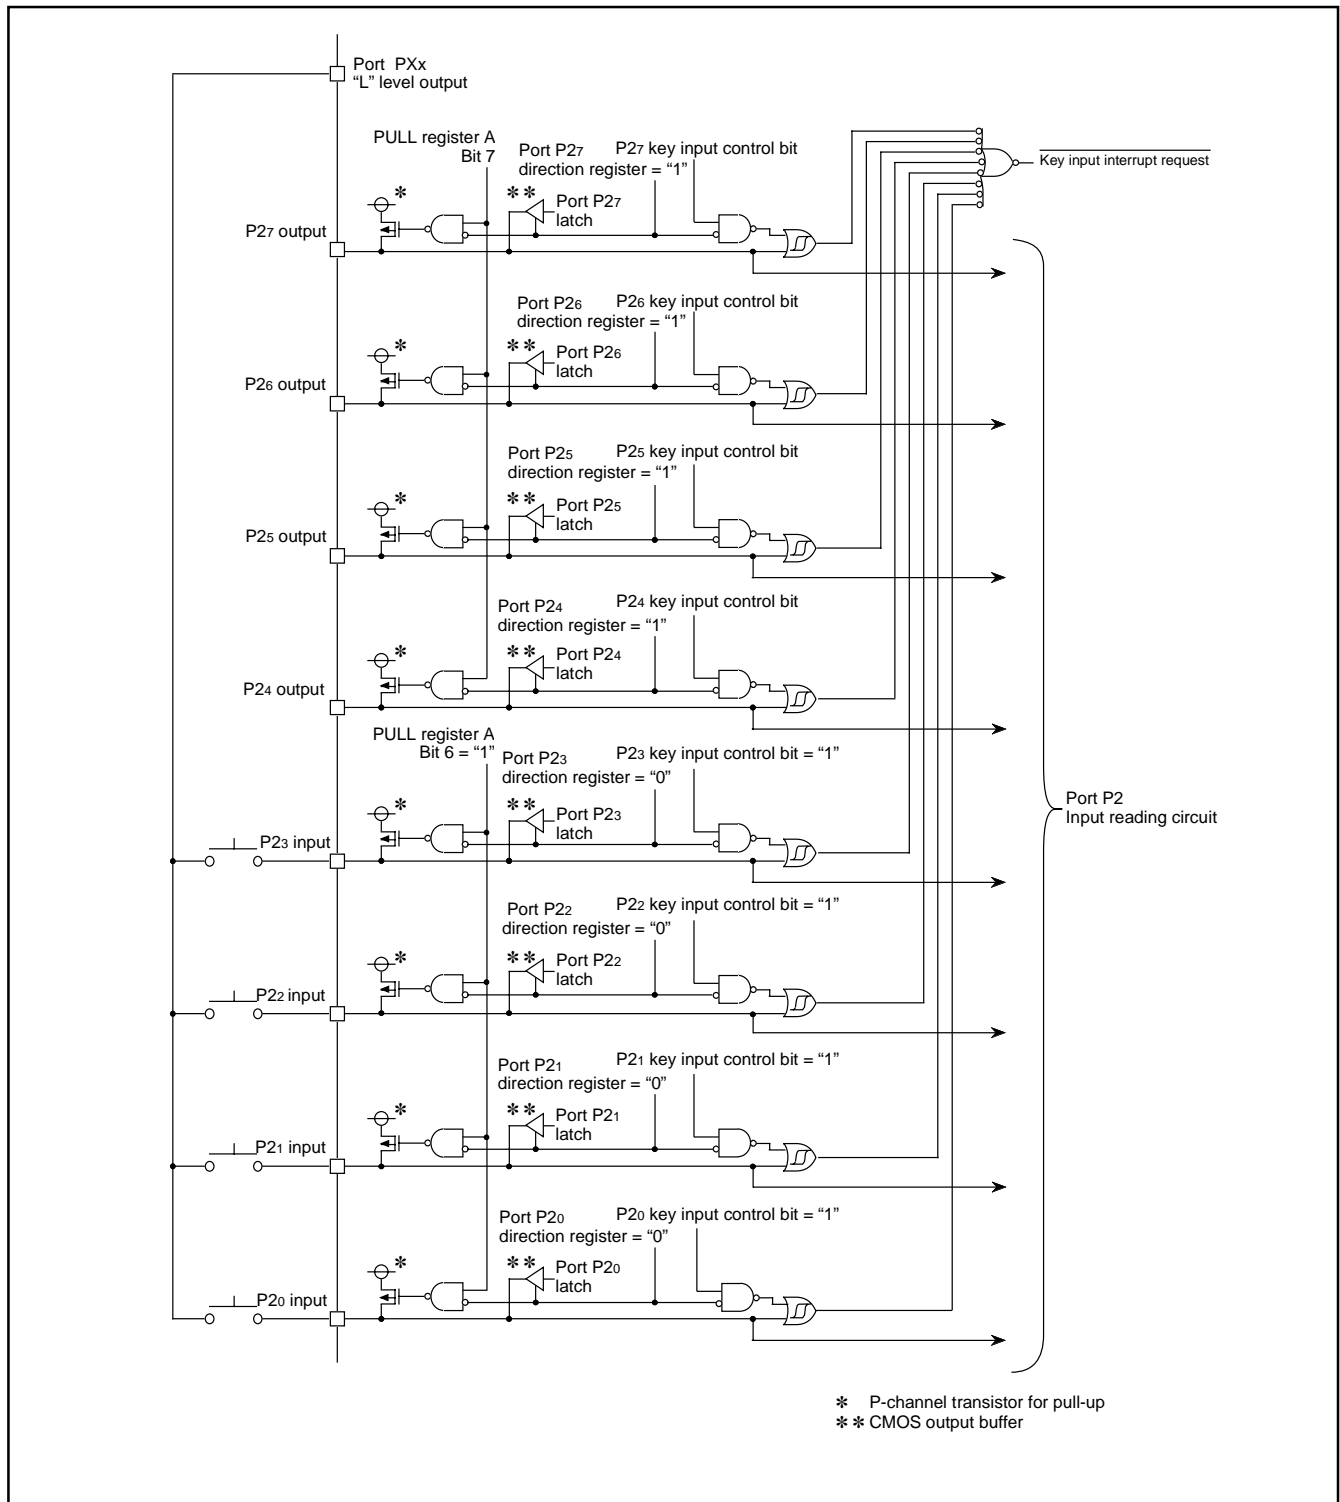 Port PXx
“L” level output
PULL register A
Bit 7
Port P27
direction register = “1”
P27 key input control bit
Key input interrupt request
*
**
Port P27
latch
P27 output
Port P26
direction register = “1”
P26 key input control bit
*
**
Port P26
latch
P26 output
Port P25
direction register = “1”
P25 key input control bit
*
**
Port P25
latch
P25 output
Port P24
direction register = “1”
P24 key input control bit
*
**
Port P24
latch
P24 output
PULL register A
Bit 6 = “1”
Port P23
direction register = “0”
P23 key input control bit = “1”
*
**
Port P23
latch
P23 input
Port P2
Input reading circuit
Port P22
direction register = “0”
P22 key input control bit = “1”
*
**
Port P22
latch
P22 input
Port P21
direction register = “0”
P21 key input control bit = “1”
*
**
Port P21
latch
P21 input
Port P20
direction register = “0”
P20 key input control bit = “1”
*
**
Port P20
latch
P20 input
* P-channel transistor for pull-up
** CMOS output buffer